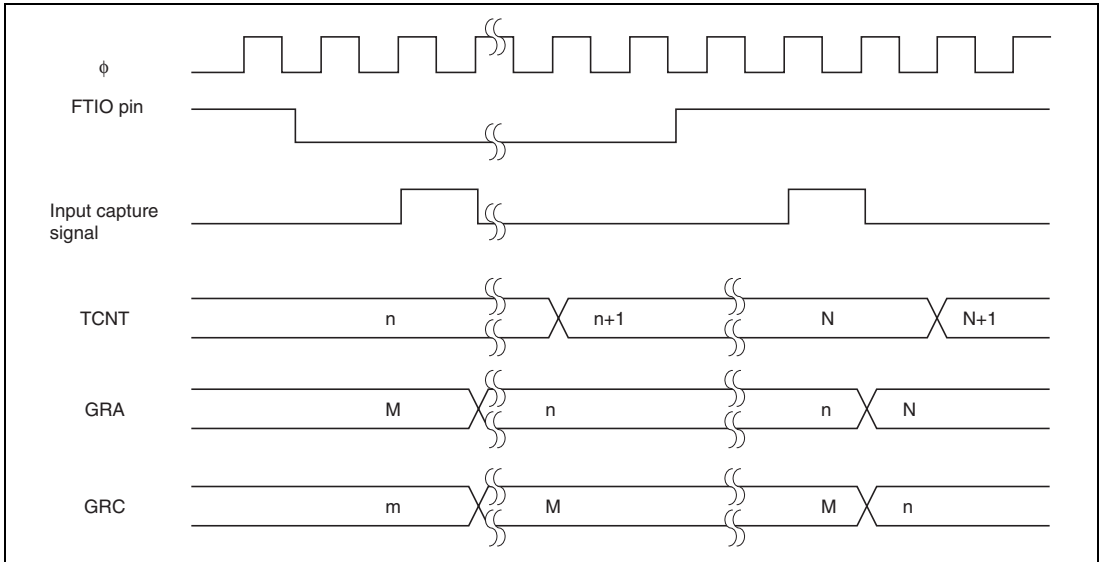 ϕ
FTIO pin
Input capture
signal
TCNT n n+1 N N+1
GRA M n n N
GRC m M M n